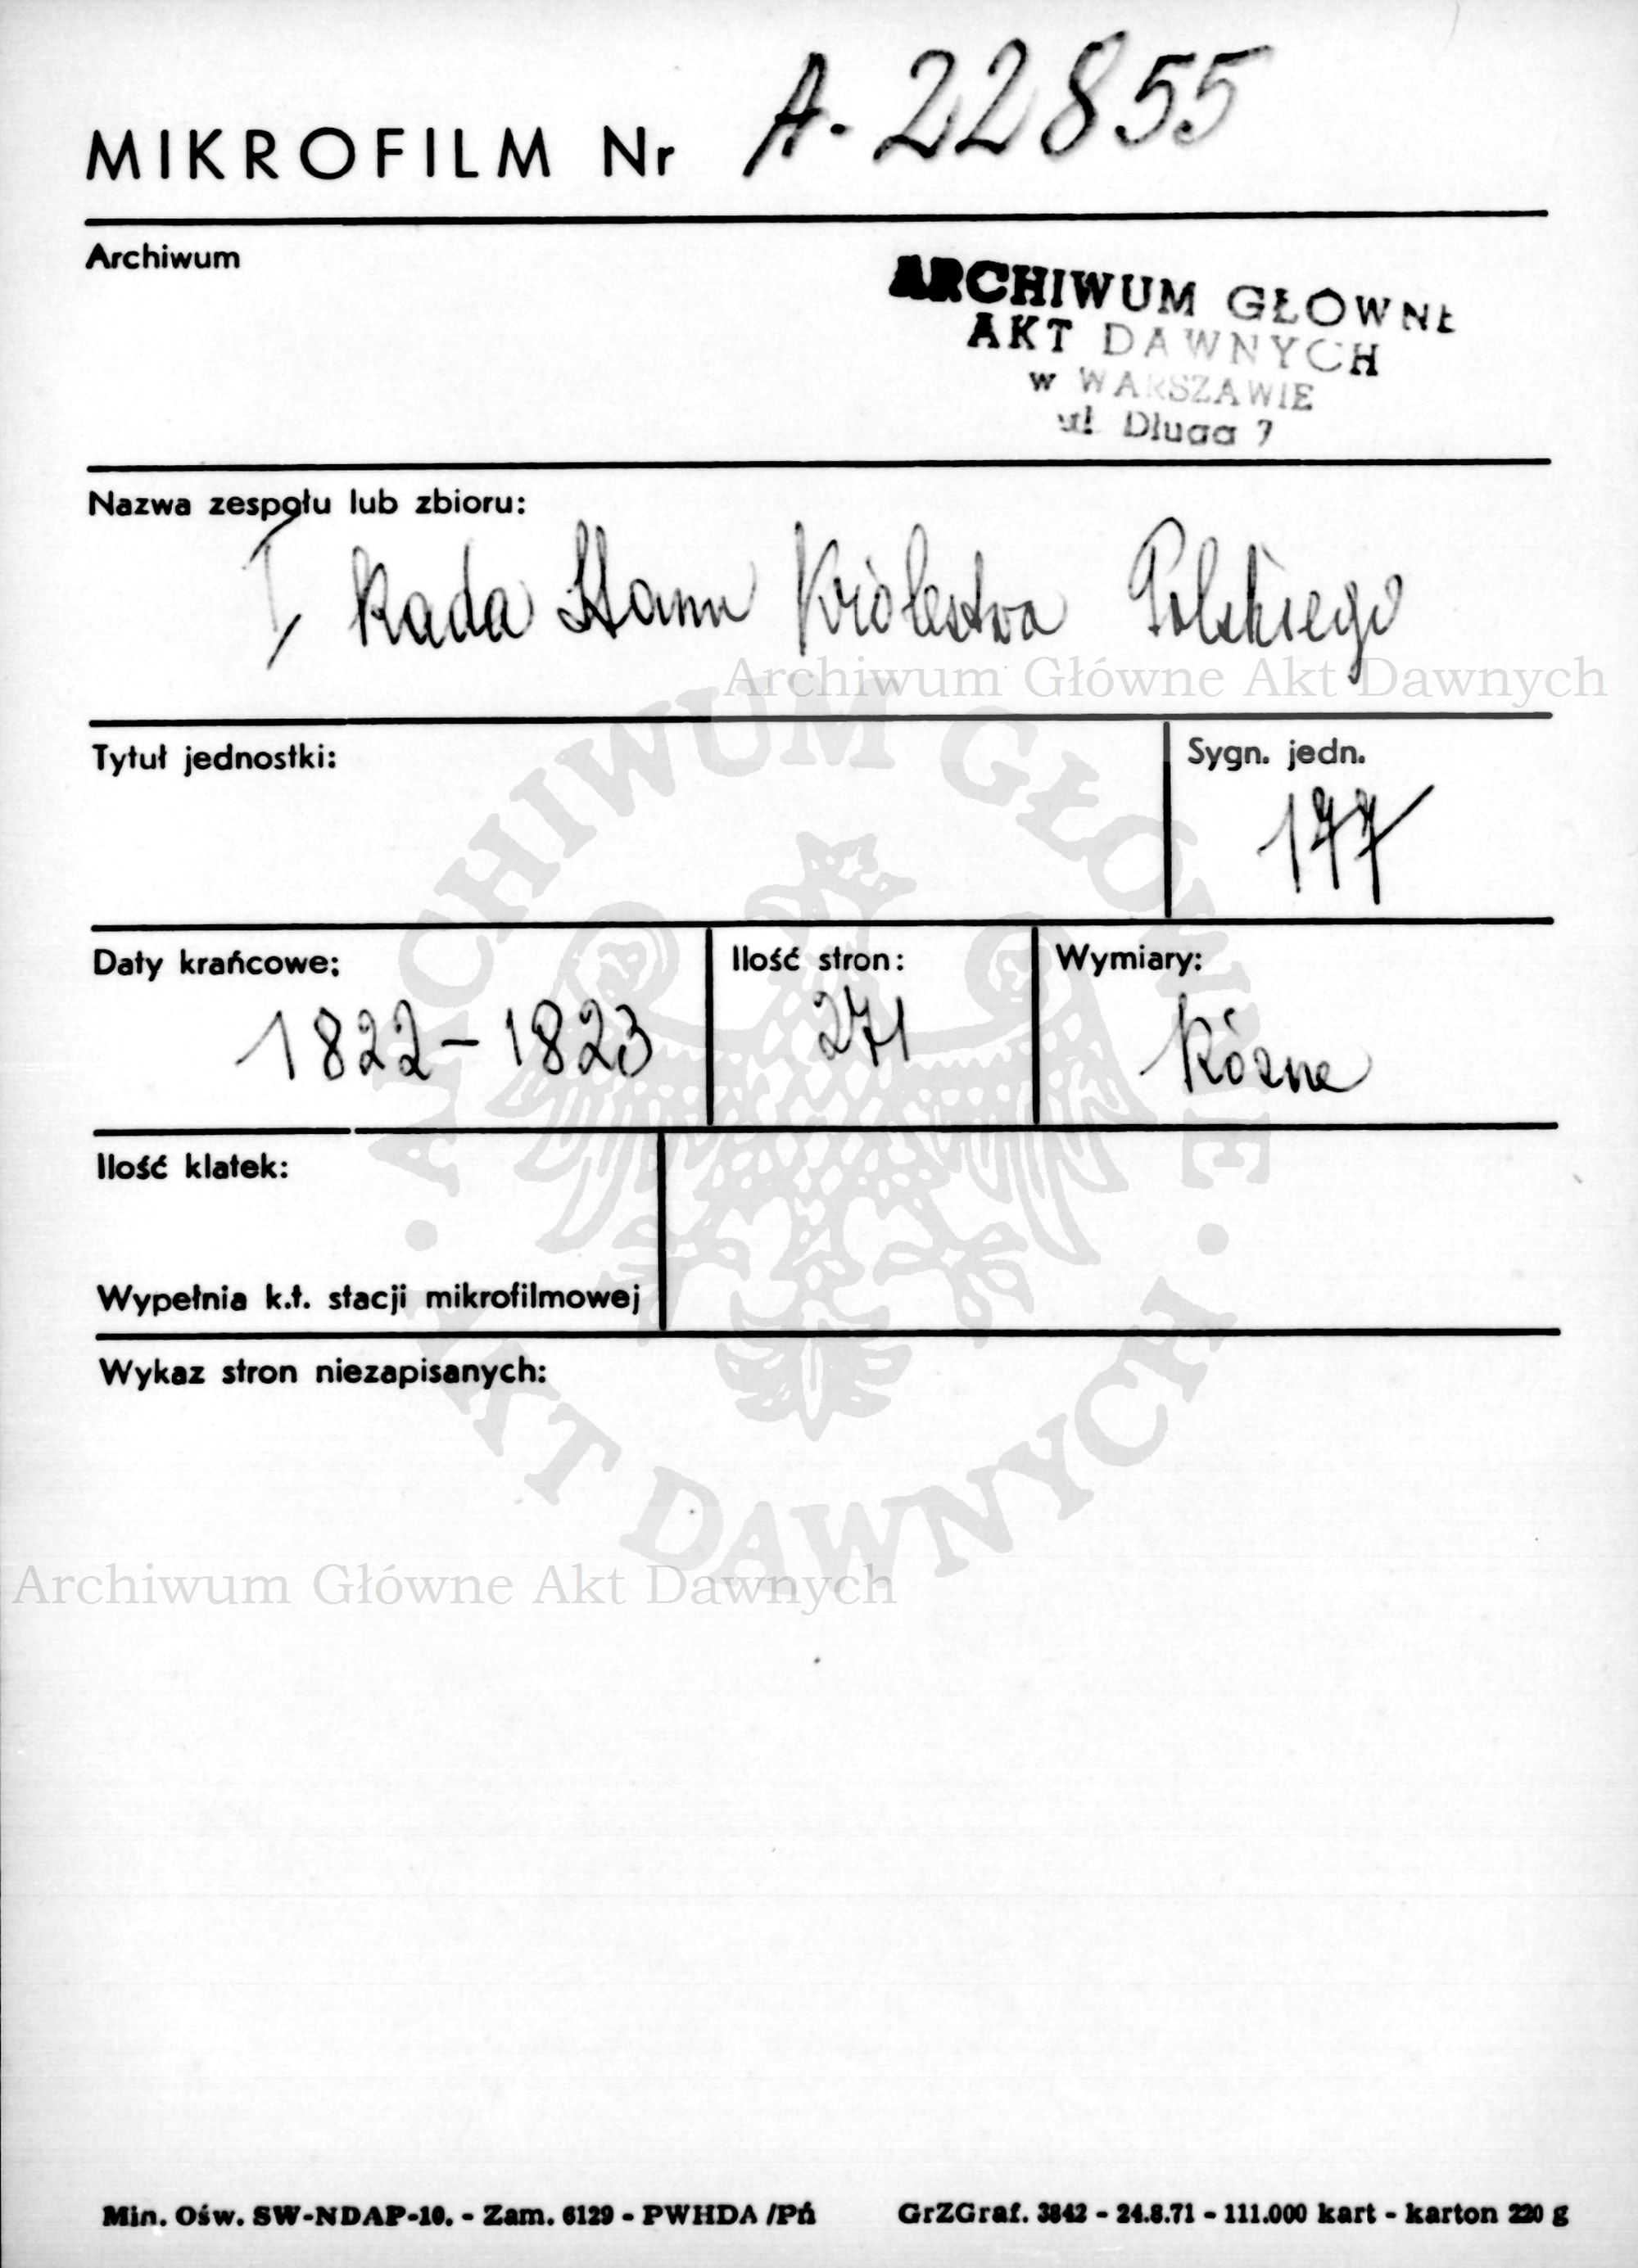 MIKROFILM Nr A-22855
Archiwum
ARCHIWUM GŁÓWNE
AKT DAWNYCH
w WARSZAWIE
ul. Długa 7
Nazwa zespołu lub zbioru:
I Rada Stanu Królestwa Polskiego
Archiwum Główne Akt Dawnych
Tytuł jednostki:
Sygn. jedn.
177
Daty krańcowe:
1822-1823
Ilość stron:
271
Wymiary:
Różne
Ilość klatek:
Wypełnia k.t. stacji mikrofilmowej
Wykaz stron niezapisanych:
ARCHIWUM GŁÓWNE
· AKT DAWNYCH ·
Archiwum Główne Akt Dawnych
Min. Ośw. SW-NDAP-10. - Zam. 6129 - PWHDA /Pń
GrZGraf. 3842 - 24.8.71 - 111.000 kart - karton 220 g